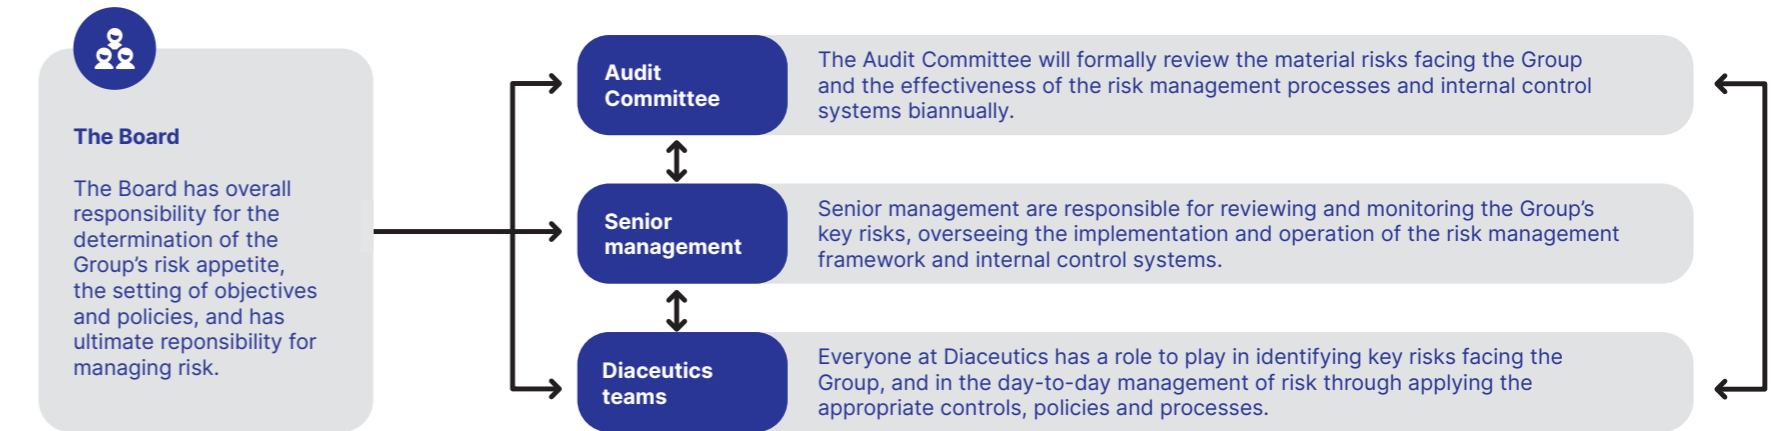 The Board
The Board has overall
responsibility for the
determination of the
Group's risk appetite,
the setting of objectives
and policies, and has
ultimate reponsibility for
managing risk.
Audit
Committee
The Audit Committee will formally review the material risks facing the Group
and the effectiveness of the risk management processes and internal control
systems biannually.
Senior
management
Senior management are responsible for reviewing and monitoring the Group's
key risks, overseeing the implementation and operation of the risk management
framework and internal control systems.
Diaceutics
teams
Everyone at Diaceutics has a role to play in identifying key risks facing the
Group, and in the day-to-day management of risk through applying the
appropriate controls, policies and processes.